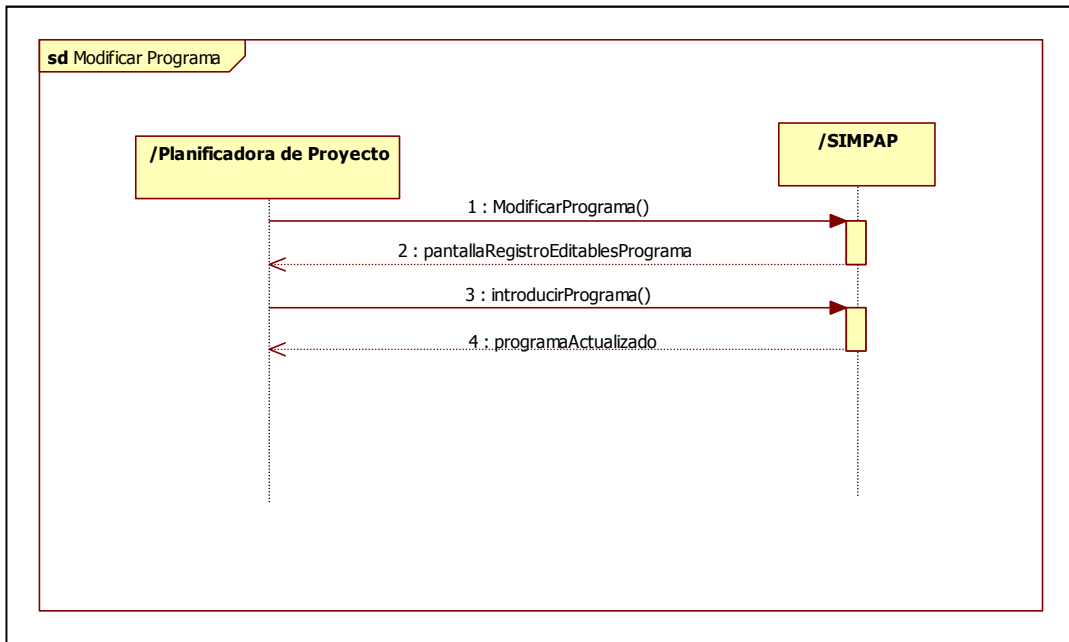 sd Modificar Programa
/Planificadora de Proyecto
/SIMPAP
1 : ModificarPrograma()
2 : pantallaRegistroEditablesPrograma
3 : introducirPrograma()
4 : programaActualizado